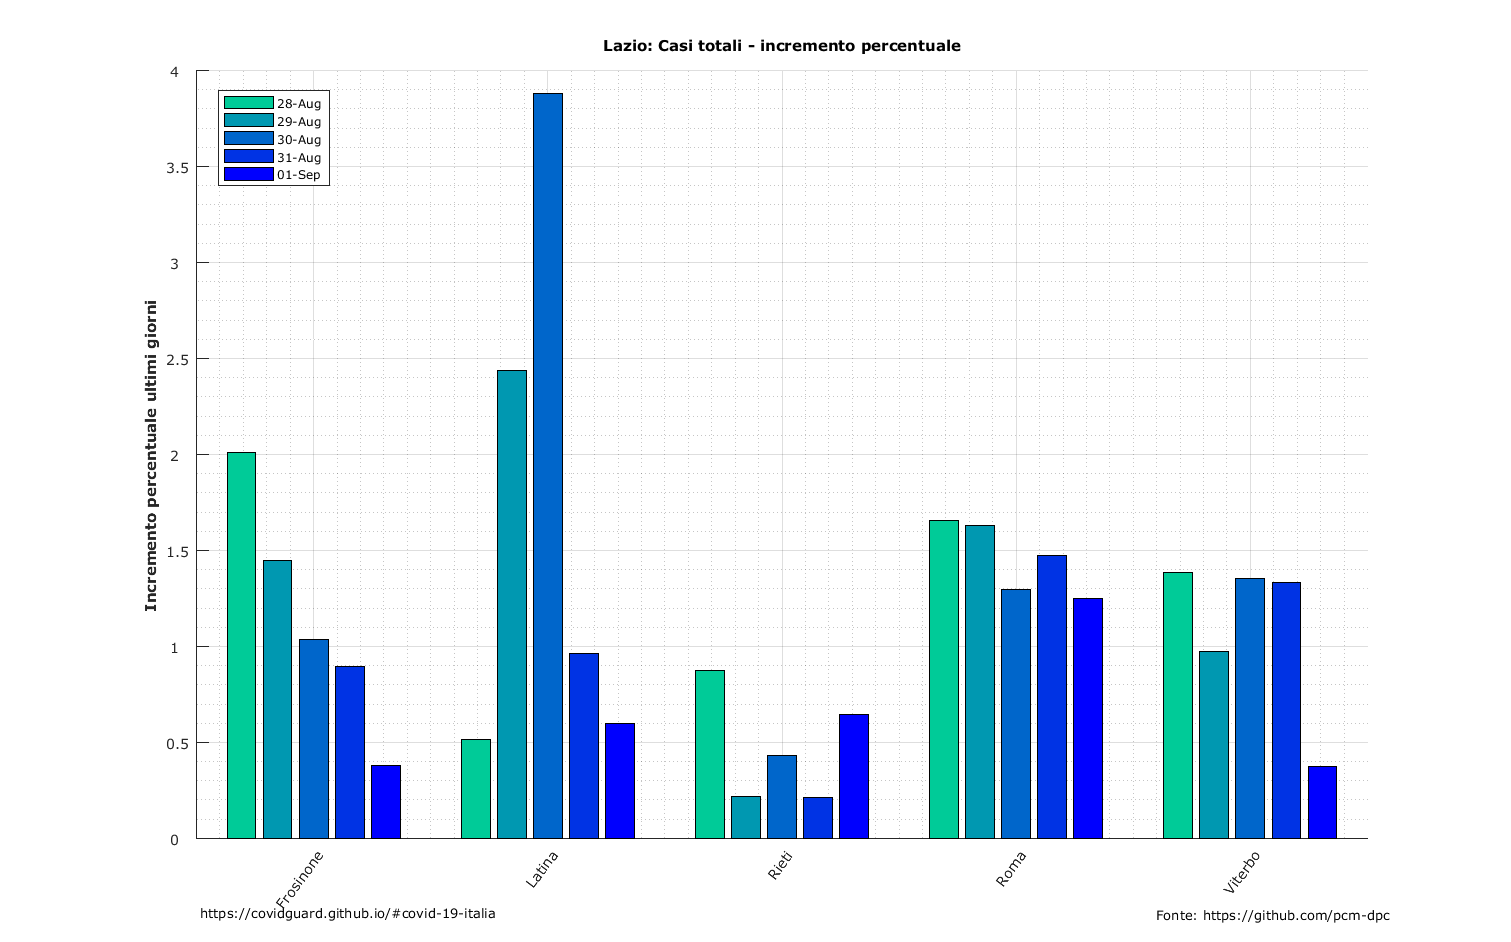 Lazio: Casi totali - incremento percentuale
4
3.5
3
2.5
2
1.5
1
0.5
0
Incremento percentuale ultimi giorni
28-Aug
29-Aug
30-Aug
31-Aug
01-Sep
Frosinone
Latina
Rieti
Roma
Viterbo
https://covidguard.github.io/#covid-19-italia
Fonte: https://github.com/pcm-dpc